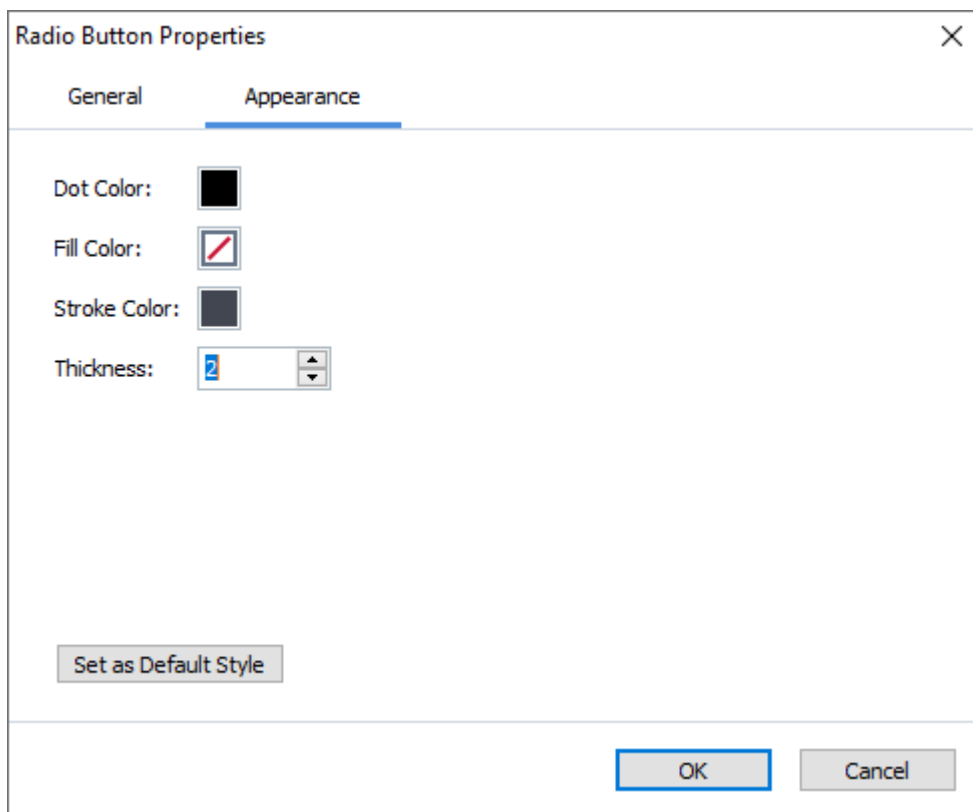 Radio Button Properties
General Appearance
Dot Color:
Fill Color:
Stroke Color:
Thickness: 2
Set as Default Style
OK Cancel